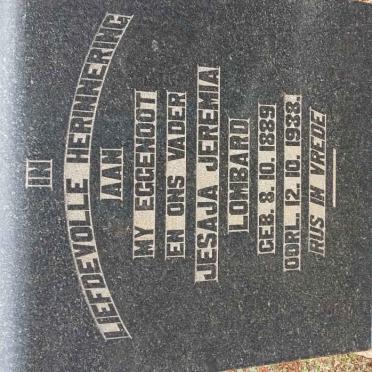 IN
LIEFDEVOLLE HERINNERING
AAN
MY EGGENOOT
EN ONS VADER
JESAJA JEREMIA
LOMBARD
GEB. 8. 10. 1889
OORL. 12. 10. 1988.
RUS IN VREDE